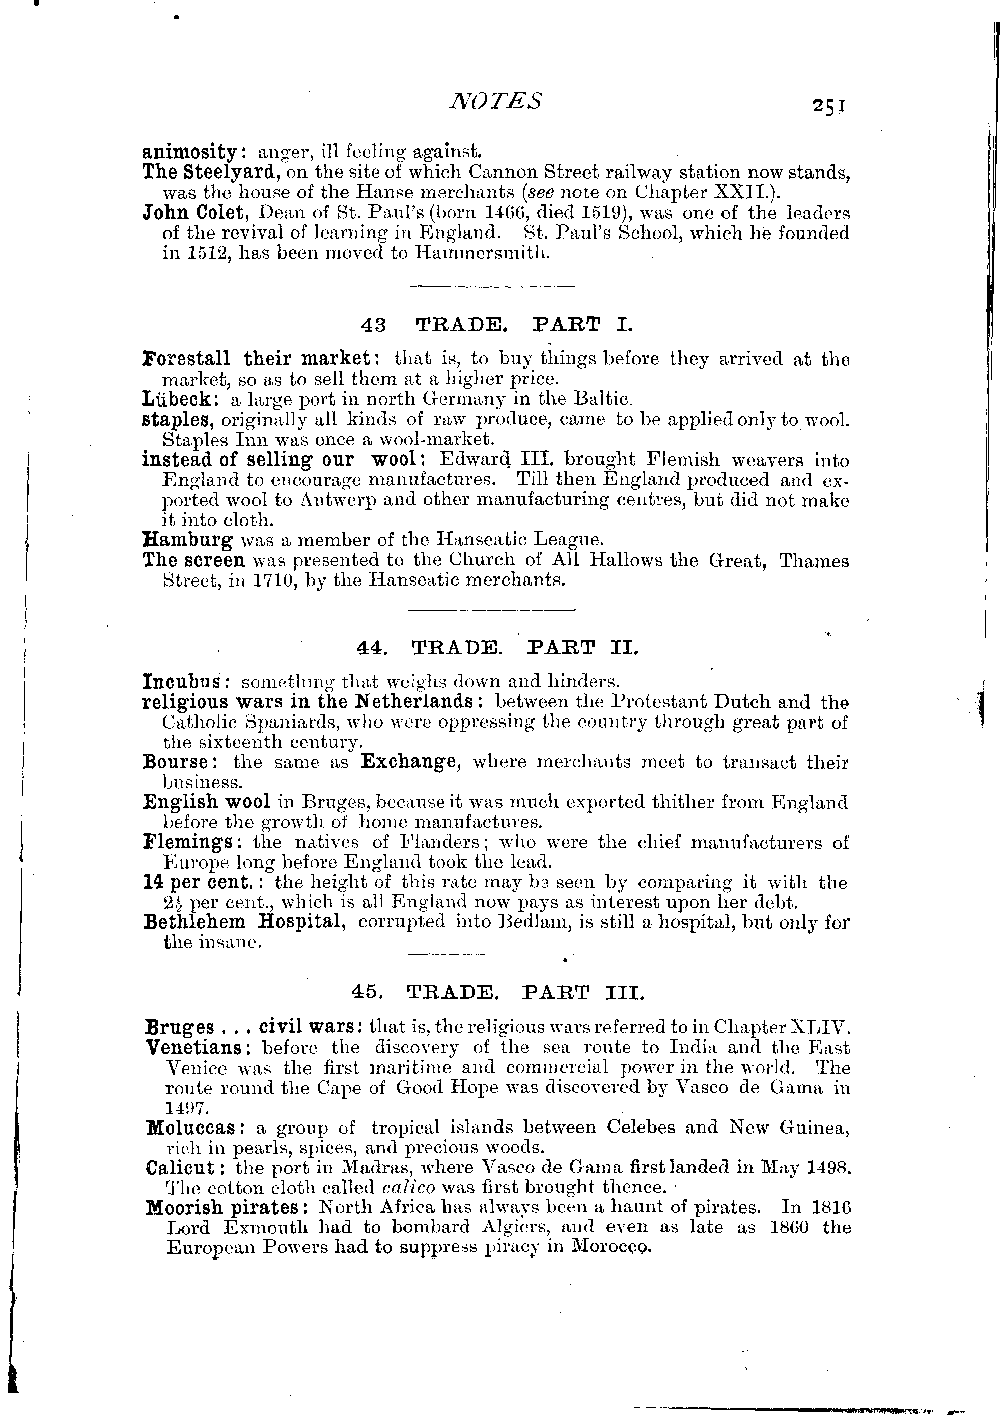 NOTES 251
animosity: anger, ill feeling against.
The Steelyard, on the site of which Cannon Street railway station now stands,
was the house of the Hanse merchants (see note on Chapter XXII.).
John Colet, Dean of St. Paul's (born 1466, died 1519), was one of the leaders
of the revival of learning in England. St. Paul's School, which he founded
in 1512, has been moved to Hammersmith.
43 TRADE. PART I.
Forestall their market: that is, to buy things before they arrived at the
market, so as to sell them at a higher price.
Lübeck: a large port in north Germany in the Baltic.
staples, originally all kinds of raw produce, came to be applied only to wool.
Staples Inn was once a wool-market.
instead of selling our wool: Edward III. brought Flemish weavers into
England to encourage manufactures. Till then England produced and ex-
ported wool to Antwerp and other manufacturing centres, but did not make
it into cloth.
Hamburg was a member of the Hanseatic League.
The screen was presented to the Church of All Hallows the Great, Thames
Street, in 1710, by the Hanseatic merchants.
44. TRADE. PART II.
Incubus: something that weighs down and hinders.
religious wars in the Netherlands: between the Protestant Dutch and the
Catholic Spaniards, who were oppressing the country through great part of
the sixteenth century.
Bourse: the same as Exchange, where merchants meet to transact their
business.
English wool in Bruges, because it was much exported thither from England
before the growth of home manufactures.
Flemings: the natives of Flanders; who were the chief manufacturers of
Europe long before England took the lead.
14 per cent.: the height of this rate may be seen by comparing it with the
2½ per cent., which is all England now pays as interest upon her debt.
Bethlehem Hospital, corrupted into Bedlam, is still a hospital, but only for
the insane.
45. TRADE. PART III.
Bruges . . . civil wars: that is, the religious wars referred to in Chapter XLIV.
Venetians: before the discovery of the sea route to India and the East
Venice was the first maritime and commercial power in the world. The
route round the Cape of Good Hope was discovered by Vasco de Gama in
1497.
Moluccas: a group of tropical islands between Celebes and New Guinea,
rich in pearls, spices, and precious woods.
Calicut: the port in Madras, where Vasco de Gama first landed in May 1498.
The cotton cloth called calico was first brought thence.
Moorish pirates: North Africa has always been a haunt of pirates. In 1816
Lord Exmouth had to bombard Algiers, and even as late as 1860 the
European Powers had to suppress piracy in Morocco.